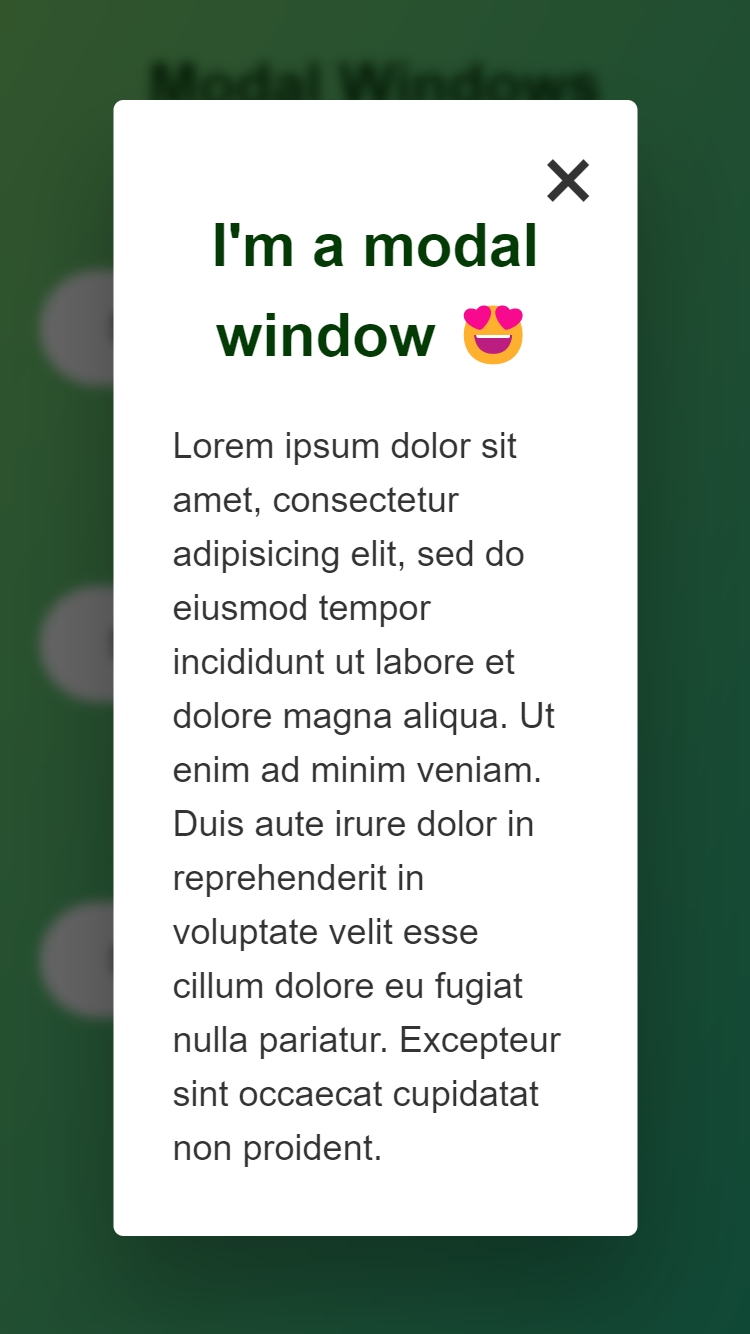 Modal Windows
×
I'm a modal
window 😍
Lorem ipsum dolor sit
amet, consectetur
adipisicing elit, sed do
eiusmod tempor
incididunt ut labore et
dolore magna aliqua. Ut
enim ad minim veniam.
Duis aute irure dolor in
reprehenderit in
voluptate velit esse
cillum dolore eu fugiat
nulla pariatur. Excepteur
sint occaecat cupidatat
non proident.